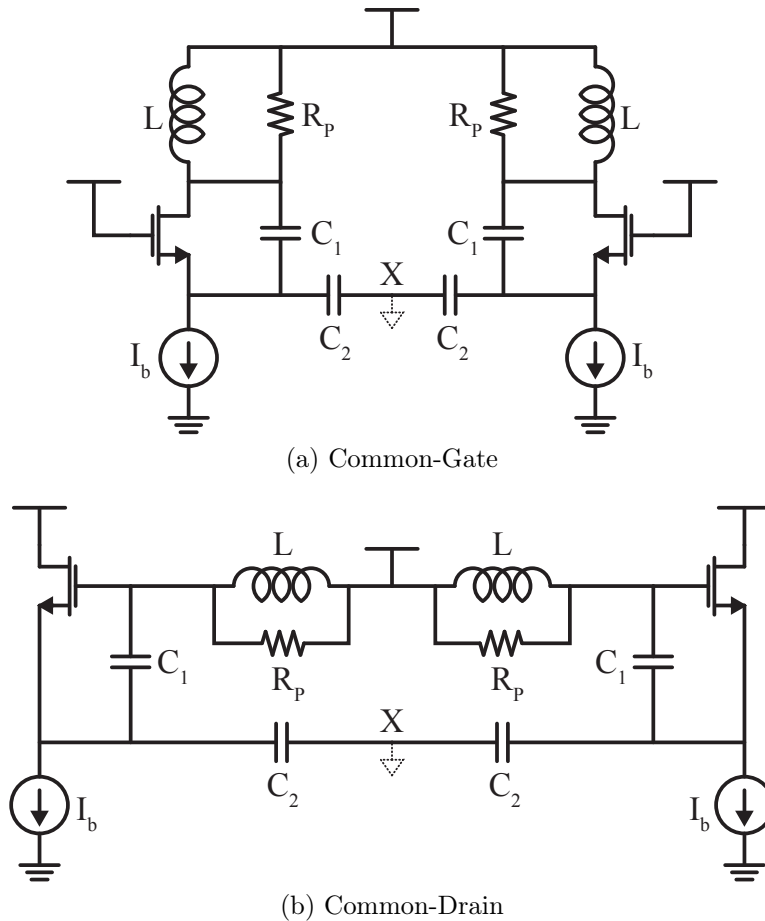 L
R_P
R_P
L
C_1
C_1
X
C_2
C_2
I_b
I_b
(a) Common-Gate
L
L
C_1
R_P
R_P
C_1
X
C_2
C_2
I_b
I_b
(b) Common-Drain